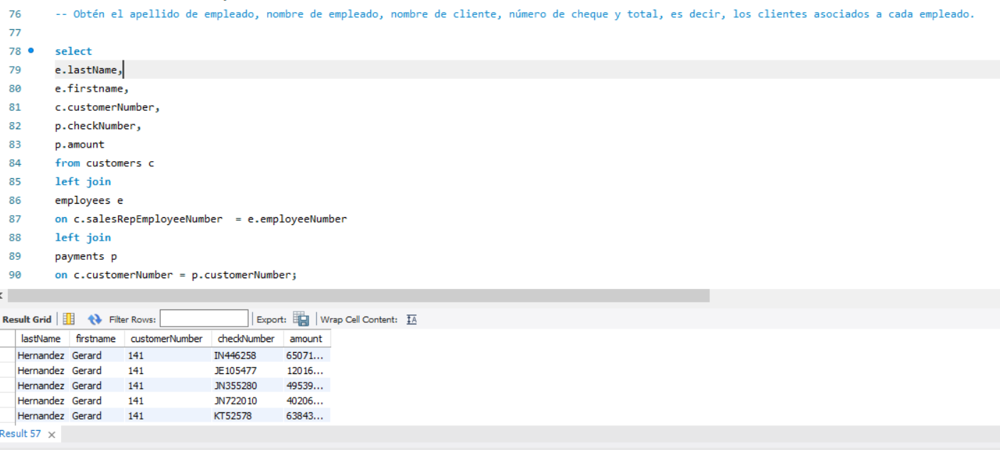 76 -- Obtén el apellido de empleado, nombre de empleado, nombre de cliente, número de cheque y total, es decir, los clientes asociados a cada empleado.
77
78 select
79 e.lastName,
80 e.firstname,
81 c.customerNumber,
82 p.checkNumber,
83 p.amount
84 from customers c
85 left join
86 employees e
87 on c.salesRepEmployeeNumber  = e.employeeNumber
88 left join
89 payments p
90 on c.customerNumber = p.customerNumber;
Result Grid Filter Rows: Export: Wrap Cell Content: IA
lastName firstname customerNumber checkNumber amount
Hernandez Gerard 141 IN446258 65071...
Hernandez Gerard 141 JE105477 12016...
Hernandez Gerard 141 JN355280 49539...
Hernandez Gerard 141 JN722010 40206...
Hernandez Gerard 141 KT52578 63843...
Result 57 ×